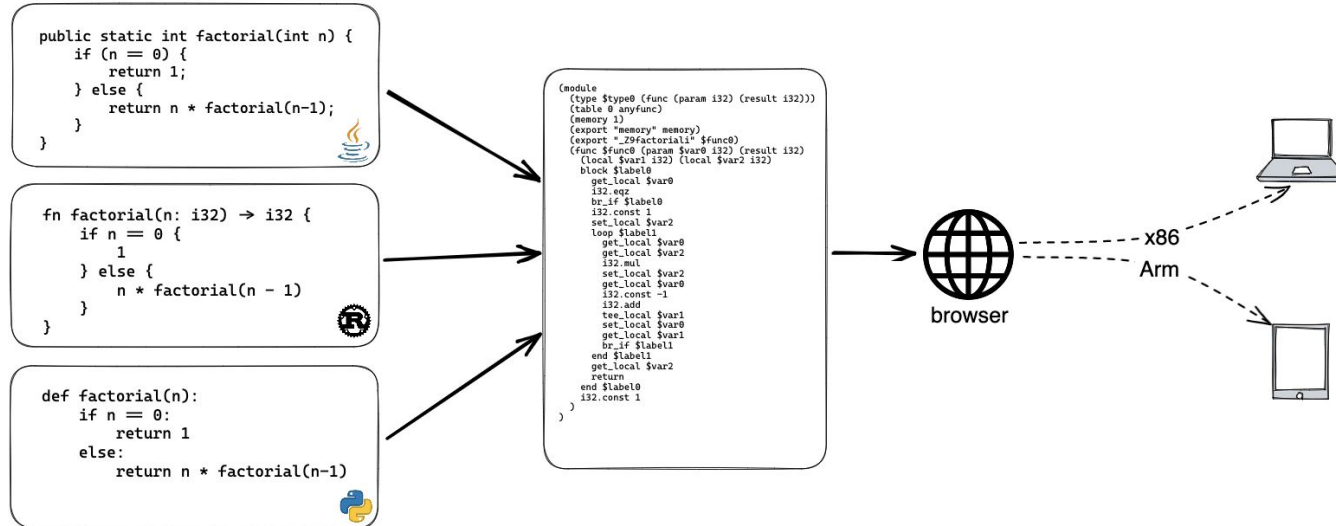 public static int factorial(int n) {
    if (n == 0) {
        return 1;
    } else {
        return n * factorial(n-1);
    }
}
fn factorial(n: i32) → i32 {
    if n == 0 {
        1
    } else {
        n * factorial(n - 1)
    }
}
R
def factorial(n):
    if n == 0:
        return 1
    else:
        return n * factorial(n-1)
(module
  (type $type0 (func (param i32) (result i32)))
  (table 0 anyfunc)
  (memory 1)
  (export "memory" memory)
  (export "_Z9factoriali" $func0)
  (func $func0 (param $var0 i32) (result i32)
    (local $var1 i32) (local $var2 i32)
    block $label0
      get_local $var0
      i32.eqz
      br_if $label0
      i32.const 1
      set_local $var2
      loop $label1
        get_local $var0
        get_local $var2
        i32.mul
        set_local $var2
        get_local $var0
        i32.const -1
        i32.add
        tee_local $var1
        set_local $var0
        get_local $var1
        br_if $label1
      end $label1
      get_local $var2
      return
    end $label0
    i32.const 1
  )
)
browser
x86
Arm